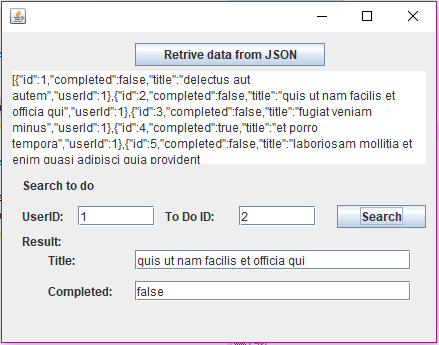 Retrive data from JSON
[{"id":1,"completed":false,"title":"delectus aut
autem","userId":1},{"id":2,"completed":false,"title":"quis ut nam facilis et
officia qui","userId":1},{"id":3,"completed":false,"title":"fugiat veniam
minus","userId":1},{"id":4,"completed":true,"title":"et porro
tempora","userId":1},{"id":5,"completed":false,"title":"laboriosam mollitia et
enim quasi adipisci quia provident
Search to do
UserID: 1 To Do ID: 2 Search
Result:
Title: quis ut nam facilis et officia qui
Completed: false